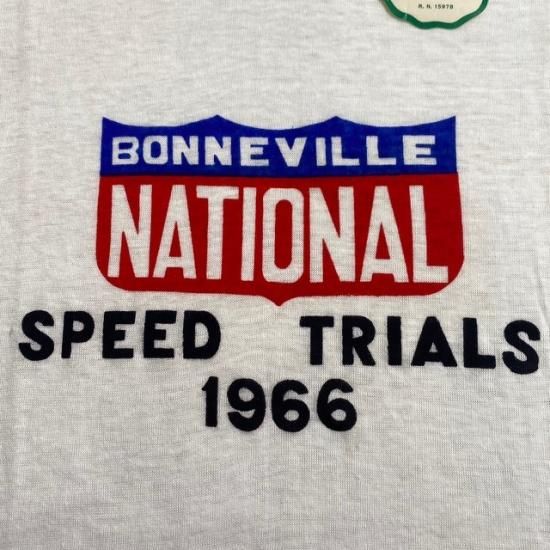 R. N. 15978
BONNEVILLE
NATIONAL
SPEED TRIALS
1966